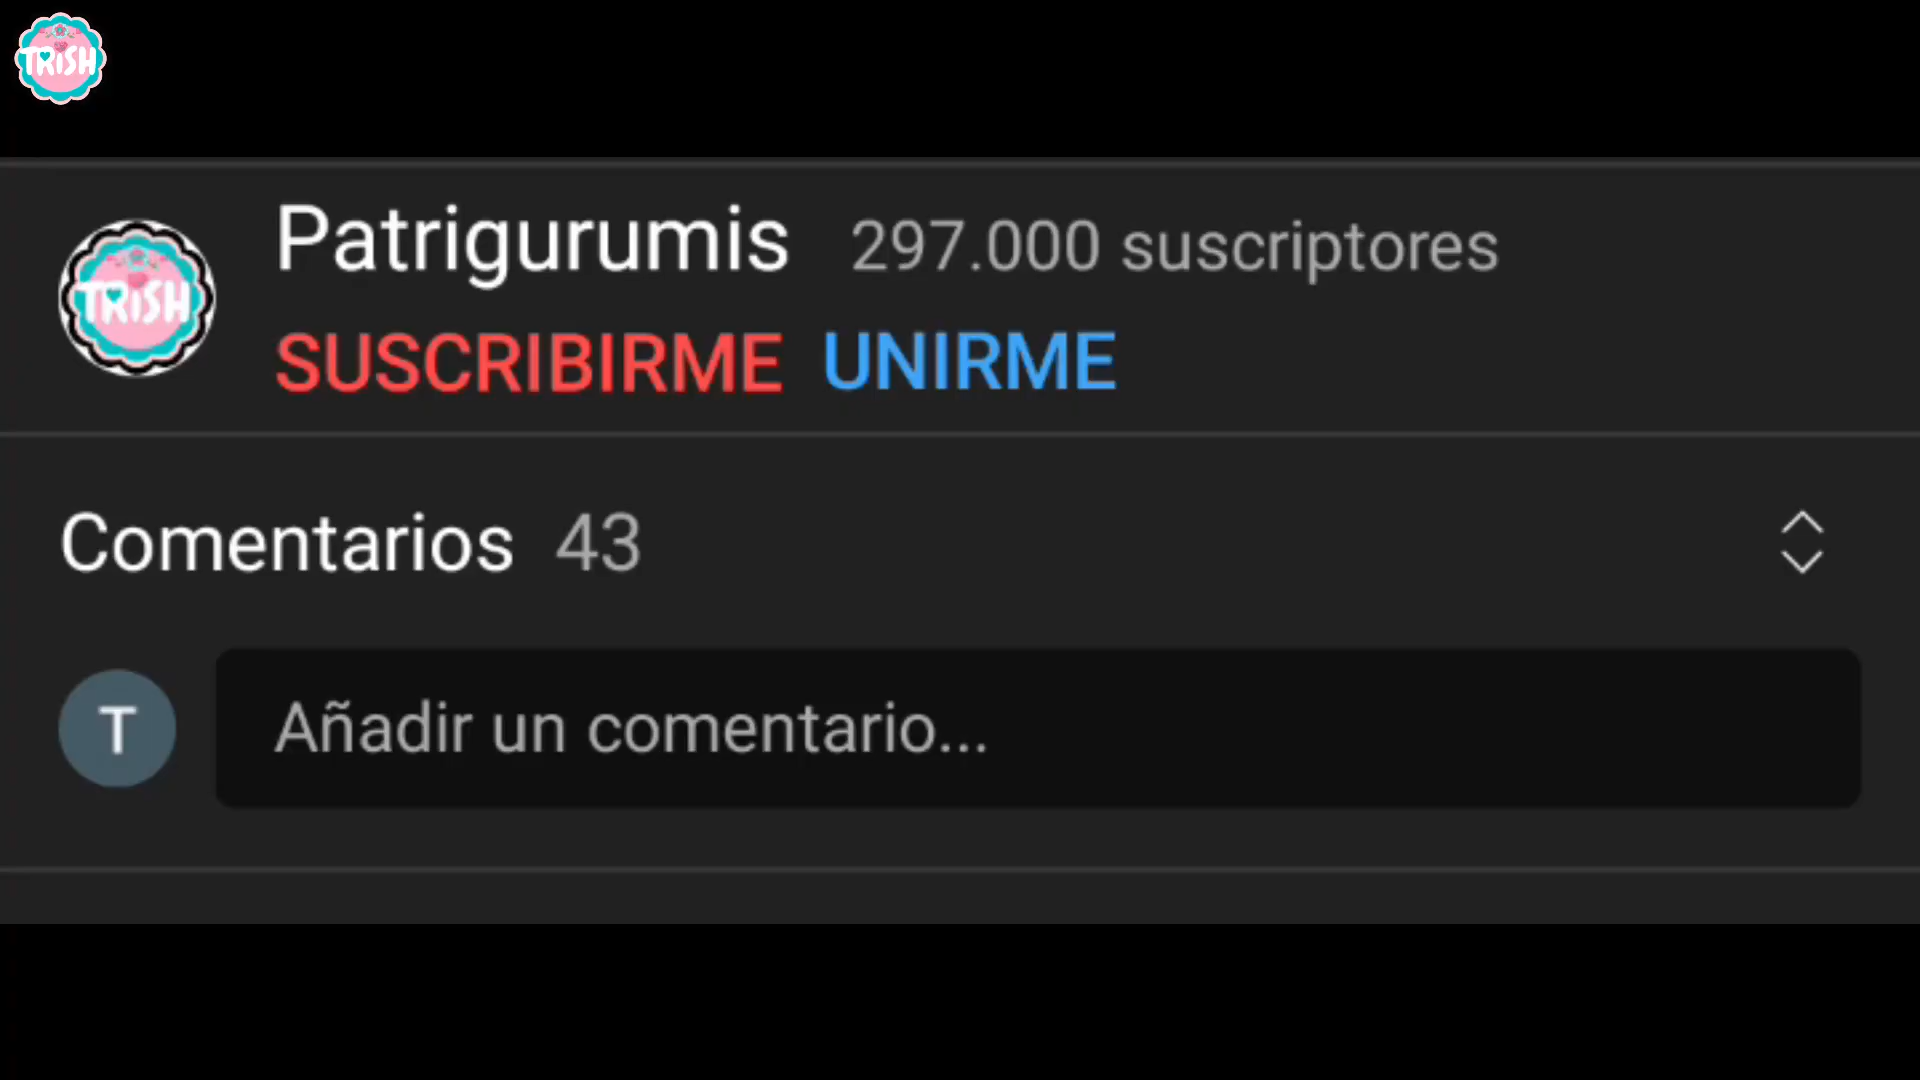 TRISH
Patrigurumis 297.000 suscriptores
TRISH
SUSCRIBIRME UNIRME
Comentarios 43
T
Añadir un comentario...